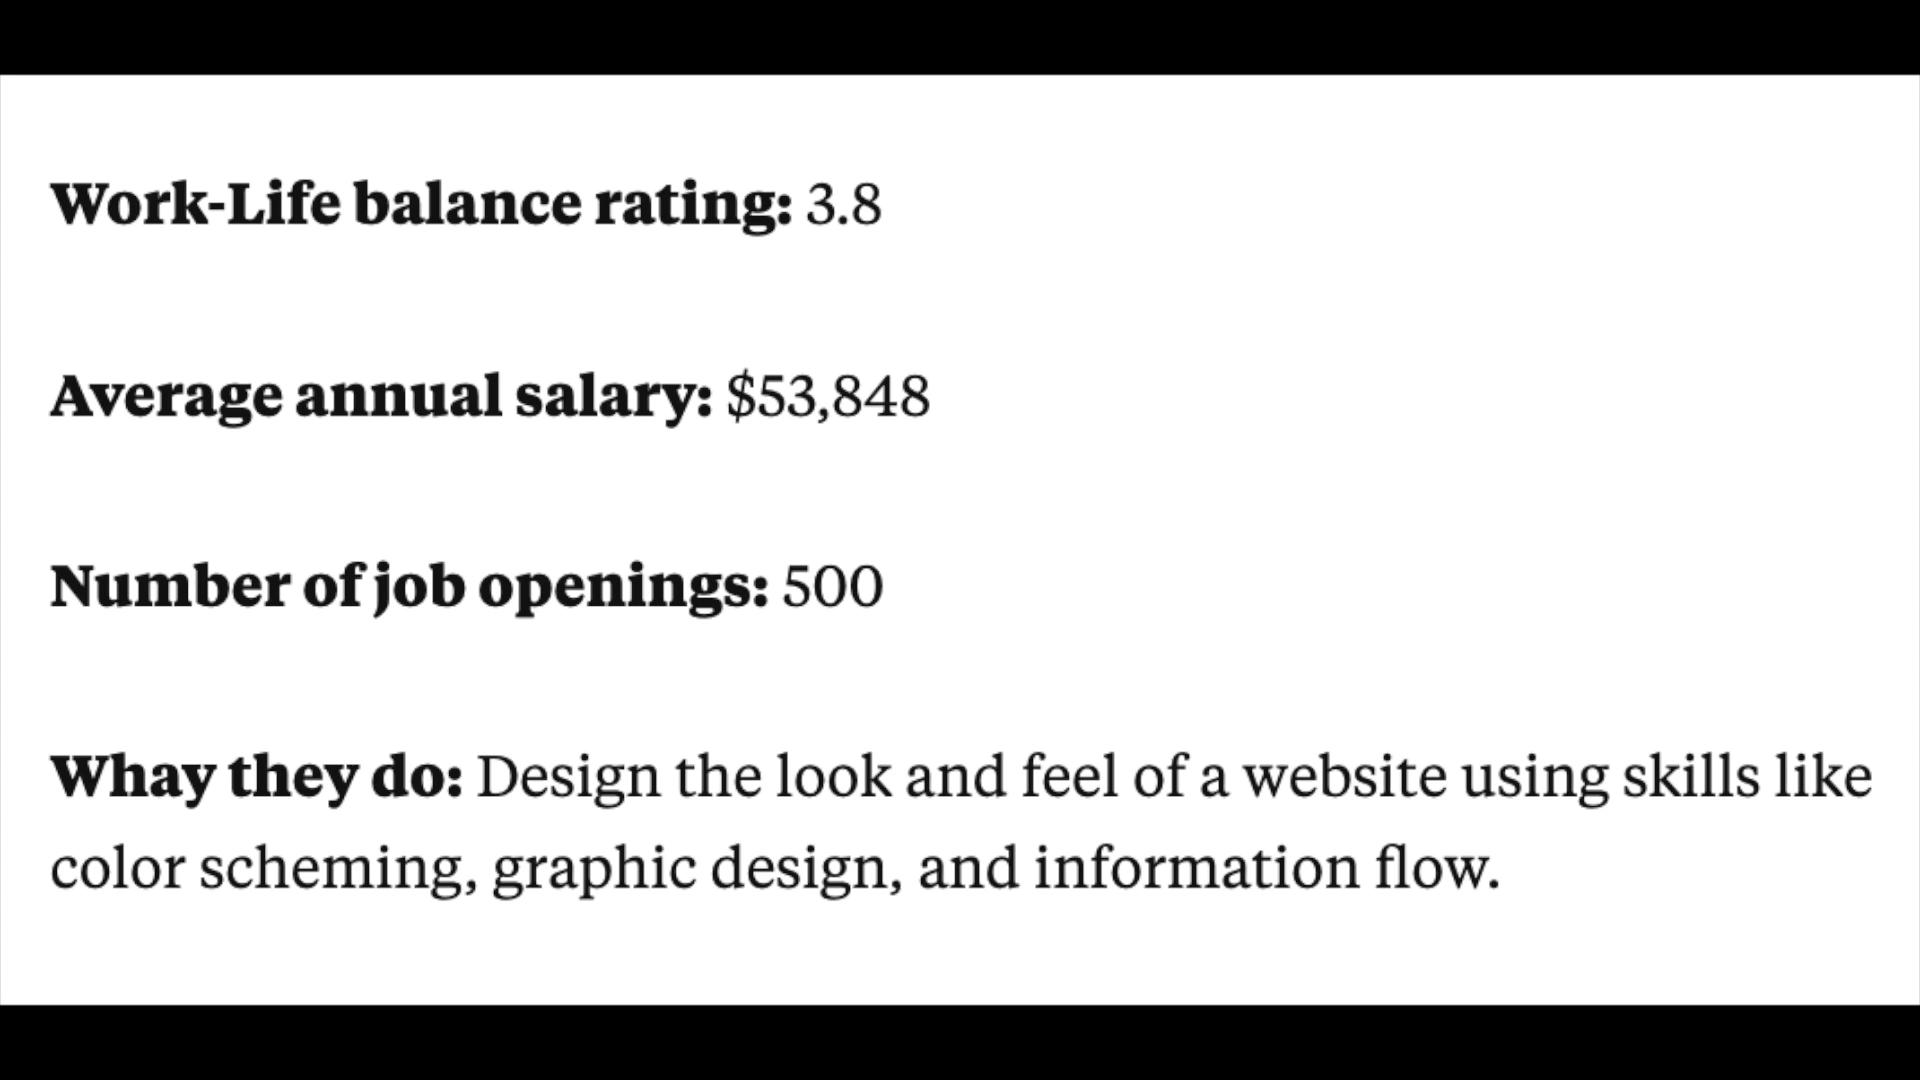 Work-Life balance rating: 3.8
Average annual salary: $53,848
Number of job openings: 500
Whay they do: Design the look and feel of a website using skills like
color scheming, graphic design, and information flow.